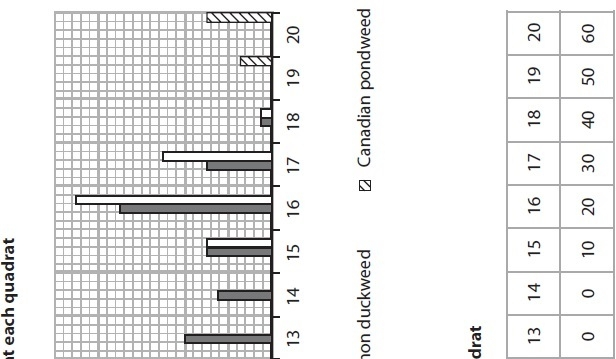 t each quadrat
13 14 15 16 17 18 19 20
non duckweed Canadian pondweed
drat
13 14 15 16 17 18 19 20
0 0 10 20 30 40 50 60